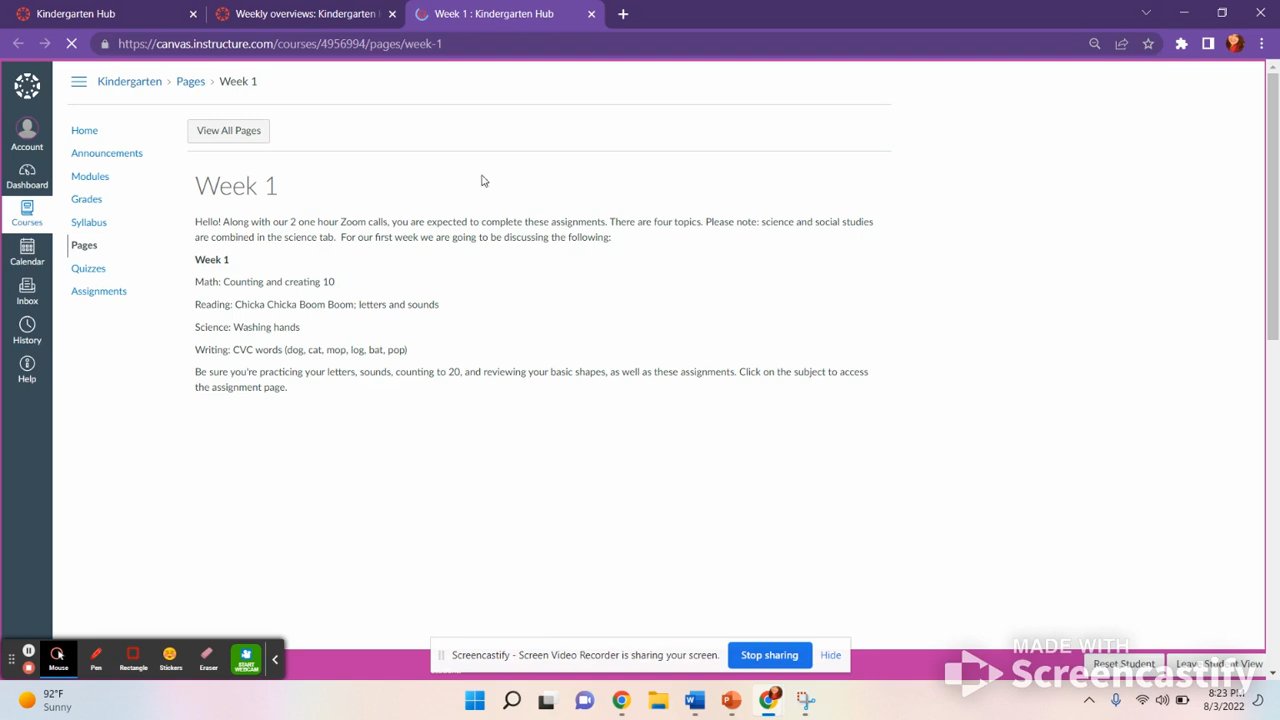 Kindergarten Hub
Weekly overviews: Kindergarten
Week 1 : Kindergarten Hub
https://canvas.instructure.com/courses/4956994/pages/week-1
Kindergarten > Pages > Week 1
Account
Dashboard
Courses
Calendar
Inbox
History
Help
Home
Announcements
Modules
Grades
Syllabus
Pages
Quizzes
Assignments
View All Pages
Week 1
Hello! Along with our 2 one hour Zoom calls, you are expected to complete these assignments. There are four topics. Please note: science and social studies
are combined in the science tab. For our first week we are going to be discussing the following:
Week 1
Math: Counting and creating 10
Reading: Chicka Chicka Boom Boom; letters and sounds
Science: Washing hands
Writing: CVC words (dog, cat, mop, log, bat, pop)
Be sure you're practicing your letters, sounds, counting to 20, and reviewing your basic shapes, as well as these assignments. Click on the subject to access
the assignment page.
Mouse
Pen
Rectangle
Stickers
Eraser
START WEBCAM
Screencastify - Screen Video Recorder is sharing your screen.
Stop sharing
Hide
Reset Student
Leave Student View
MADE WITH
Screencastify
92°F
Sunny
8:23 PM
8/3/2022